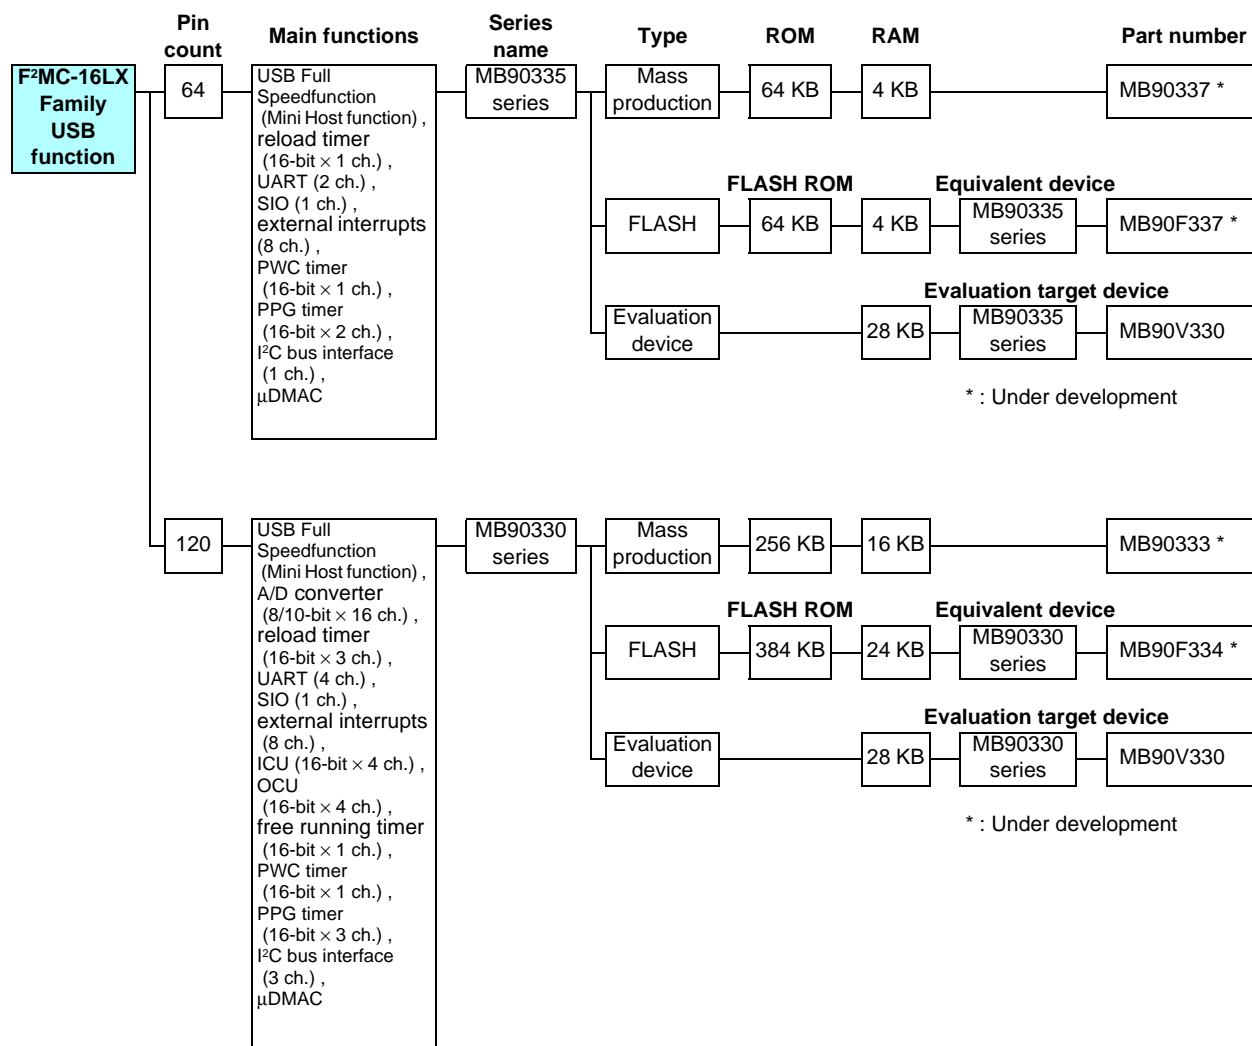 Pin count
Main functions
Series name
Type
ROM
RAM
Part number
F²MC-16LX
Family
USB
function
64
USB Full
Speedfunction
(Mini Host function) ,
reload timer
(16-bit × 1 ch.) ,
UART (2 ch.) ,
SIO (1 ch.) ,
external interrupts
(8 ch.) ,
PWC timer
(16-bit × 1 ch.) ,
PPG timer
(16-bit × 2 ch.) ,
I²C bus interface
(1 ch.) ,
µDMAC
MB90335
series
Mass
production
64 KB
4 KB
MB90337 *
FLASH ROM
Equivalent device
FLASH
64 KB
4 KB
MB90335
series
MB90F337 *
Evaluation target device
Evaluation
device
28 KB
MB90335
series
MB90V330
* : Under development
120
USB Full
Speedfunction
(Mini Host function) ,
A/D converter
(8/10-bit × 16 ch.) ,
reload timer
(16-bit × 3 ch.) ,
UART (4 ch.) ,
SIO (1 ch.) ,
external interrupts
(8 ch.) ,
ICU (16-bit × 4 ch.) ,
OCU
(16-bit × 4 ch.) ,
free running timer
(16-bit × 1 ch.) ,
PWC timer
(16-bit × 1 ch.) ,
PPG timer
(16-bit × 3 ch.) ,
I²C bus interface
(3 ch.) ,
µDMAC
MB90330
series
Mass
production
256 KB
16 KB
MB90333 *
FLASH ROM
Equivalent device
FLASH
384 KB
24 KB
MB90330
series
MB90F334 *
Evaluation target device
Evaluation
device
28 KB
MB90330
series
MB90V330
* : Under development